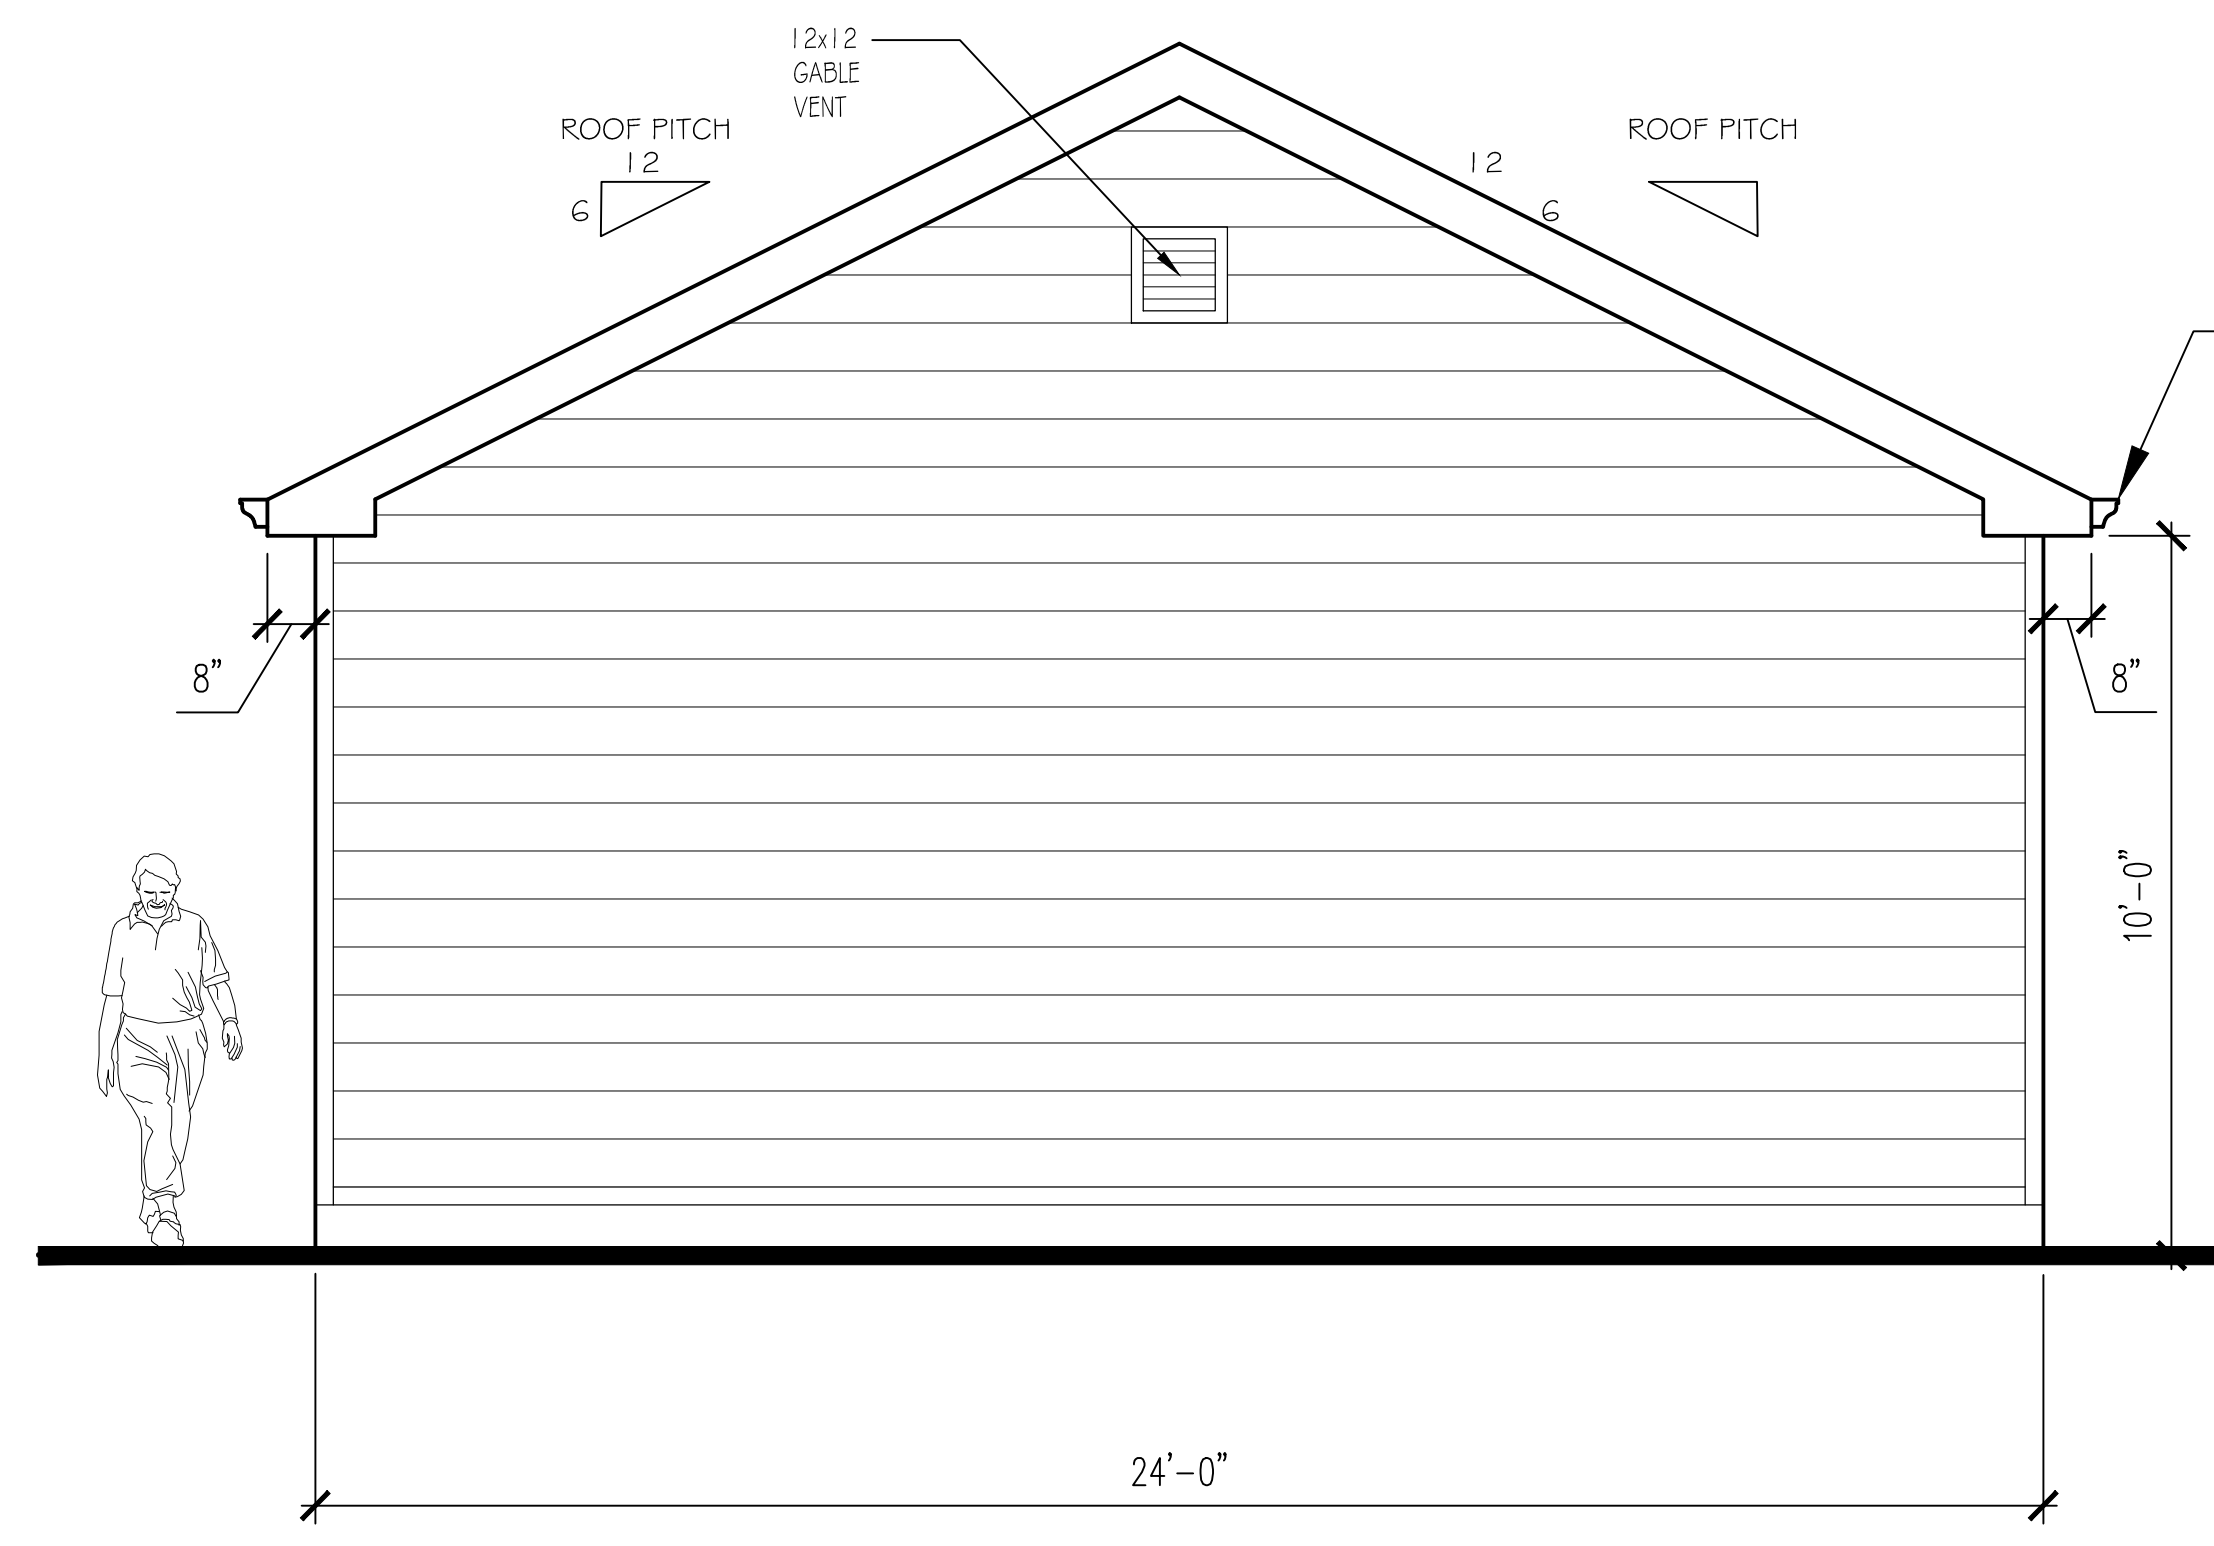 12x12
GABLE
VENT
ROOF PITCH
12
6
ROOF PITCH
12
6
8"
8"
10'-0"
24'-0"